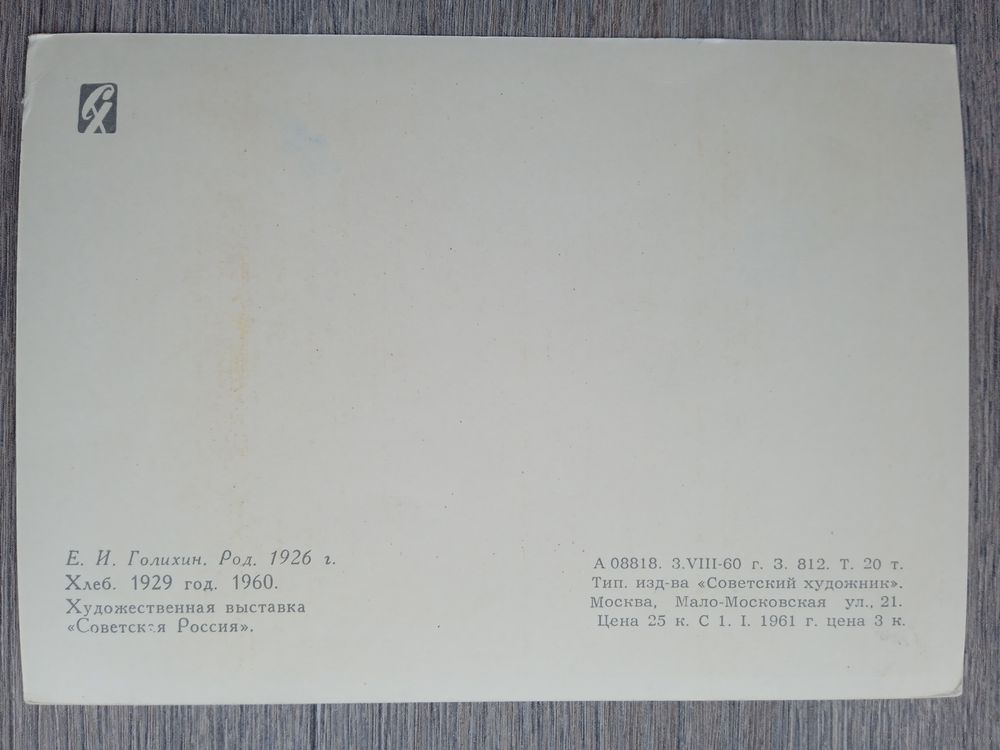 СХ
Е. И. Голихин. Род. 1926 г.
Хлеб. 1929 год. 1960.
Художественная выставка
«Советская Россия».
А 08818. 3.VIII-60 г. З. 812. Т. 20 т.
Тип. изд-ва «Советский художник».
Москва, Мало-Московская ул., 21.
Цена 25 к. С 1. I. 1961 г. цена 3 к.